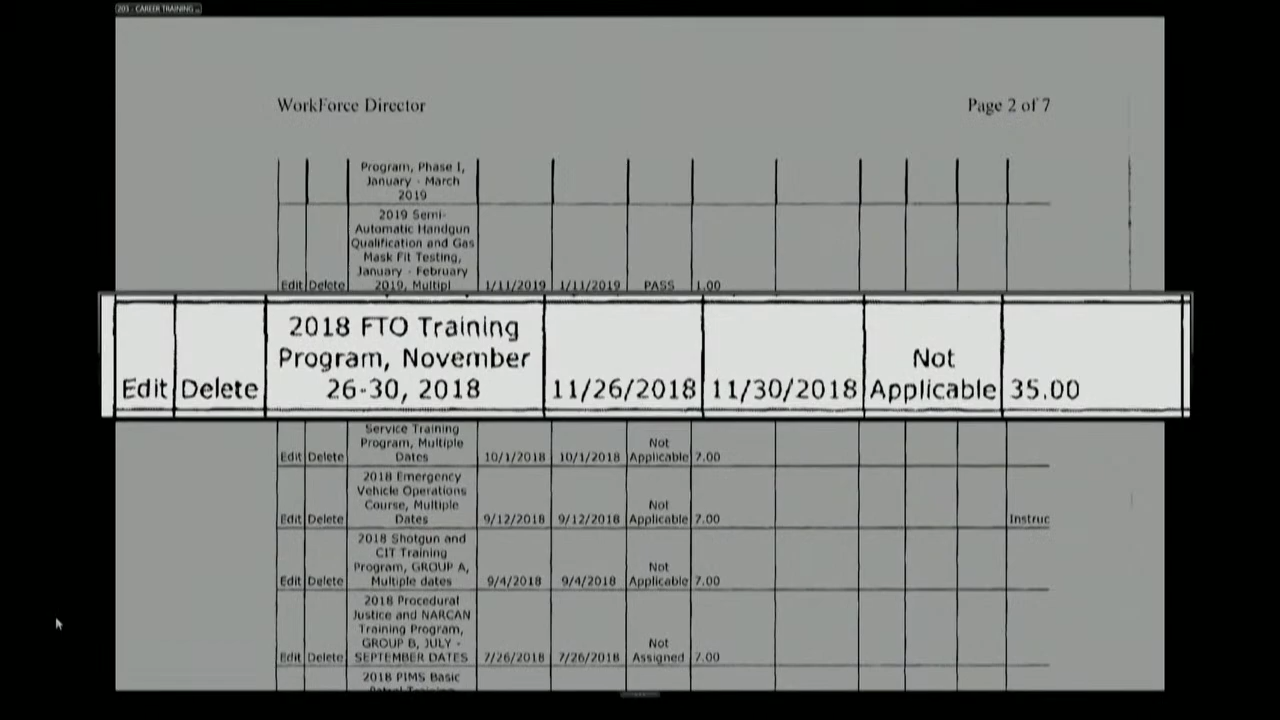 201 - CAREER TRAINING ...
WorkForce Director
Page 2 of 7
Program, Phase I,
January - March
2019
2019 Semi-
Automatic Handgun
Qualification and Gas
Mask Fit Testing,
January - February
Edit Delete 2019, Multipl 1/11/2019 1/11/2019 PASS 1.00
2018 FTO Training
Program, November Not
Edit Delete 26-30, 2018 11/26/2018 11/30/2018 Applicable 35.00
Service Training
Program, Multiple Not
Edit Delete Dates 10/1/2018 10/1/2018 Applicable 7.00
2018 Emergency
Vehicle Operations
Course, Multiple Not
Edit Delete Dates 9/12/2018 9/12/2018 Applicable 7.00 Instruc
2018 Shotgun and
CIT Training
Program, GROUP A, Not
Edit Delete Multiple dates 9/4/2018 9/4/2018 Applicable 7.00
2018 Procedural
Justice and NARCAN
Training Program,
GROUP B, JULY - Not
Edit Delete SEPTEMBER DATES 7/26/2018 7/26/2018 Assigned 7.00
2018 PIMS Basic